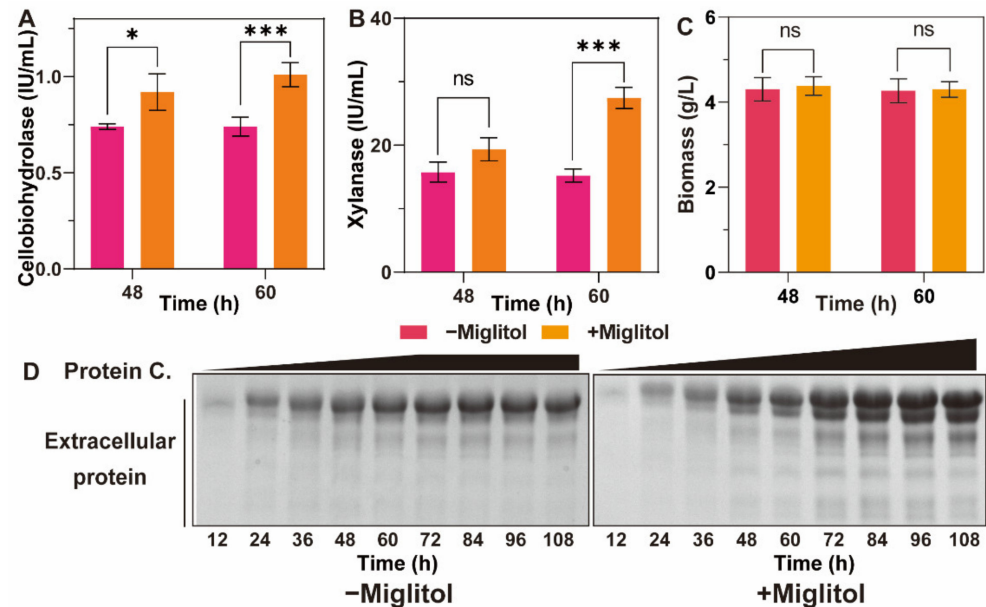 A
Cellobiohydrolase (IU/mL)
1.0
0.5
0.0
*
***
48
60
Time (h)
B
Xylanase (IU/mL)
40
20
0
ns
***
48
60
Time (h)
C
Biomass (g/L)
6
4
2
0
ns
ns
48
60
Time (h)
−Miglitol
+Miglitol
D
Protein C.
Extracellular
protein
12 24 36 48 60 72 84 96 108
Time (h)
−Miglitol
12 24 36 48 60 72 84 96 108
Time (h)
+Miglitol